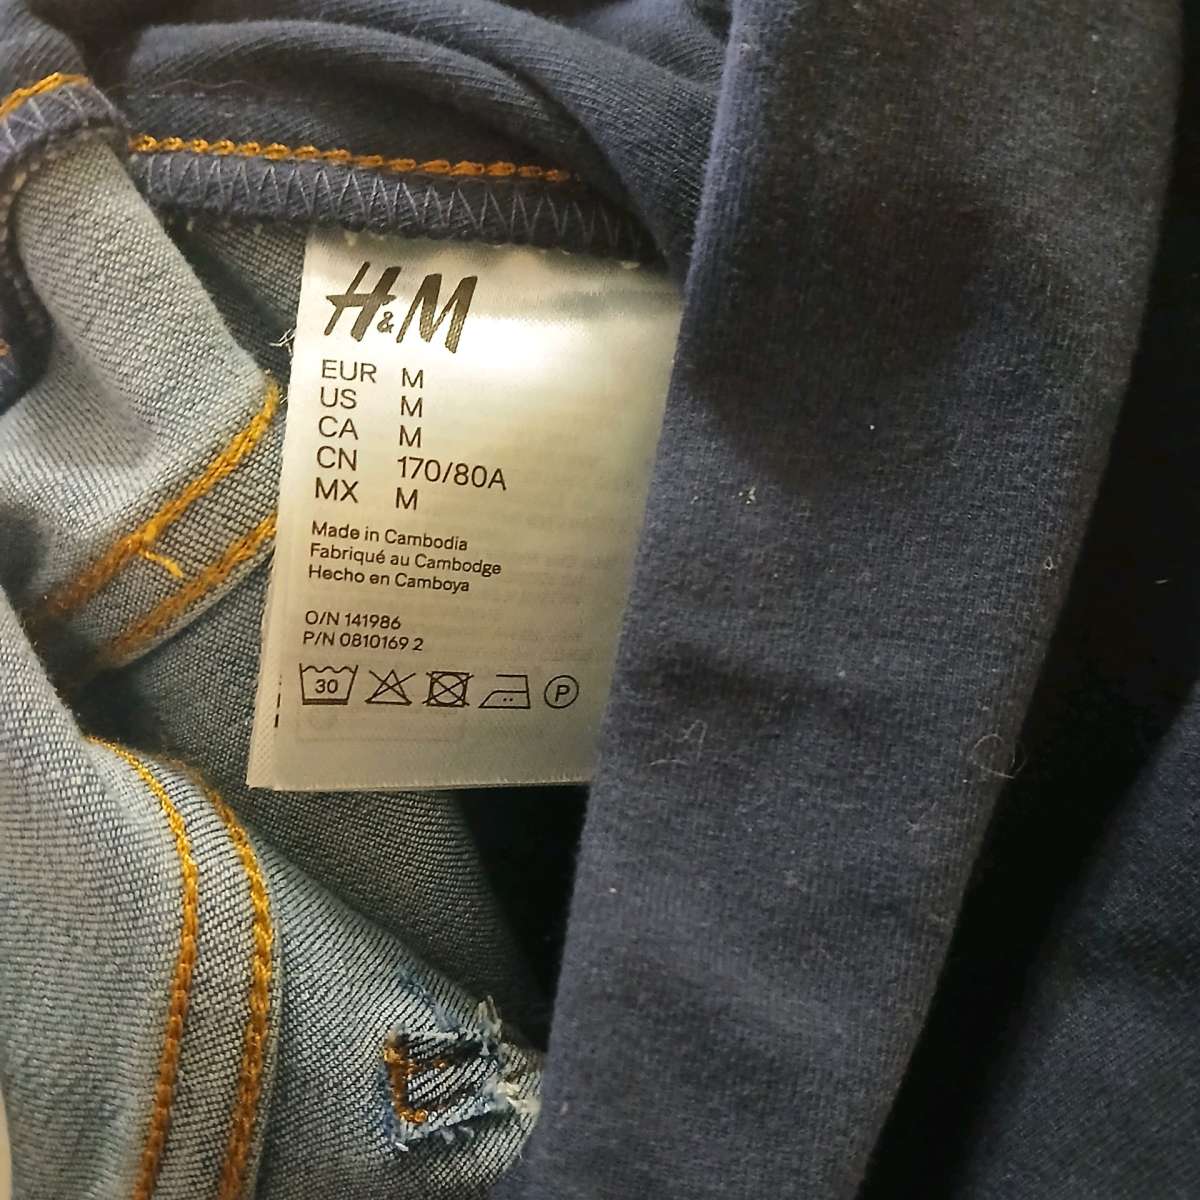 H&M
EUR M
US M
CA M
CN 170/80A
MX M
Made in Cambodia
Fabriqué au Cambodge
Hecho en Camboya
O/N 141986
P/N 0810169 2
30 P